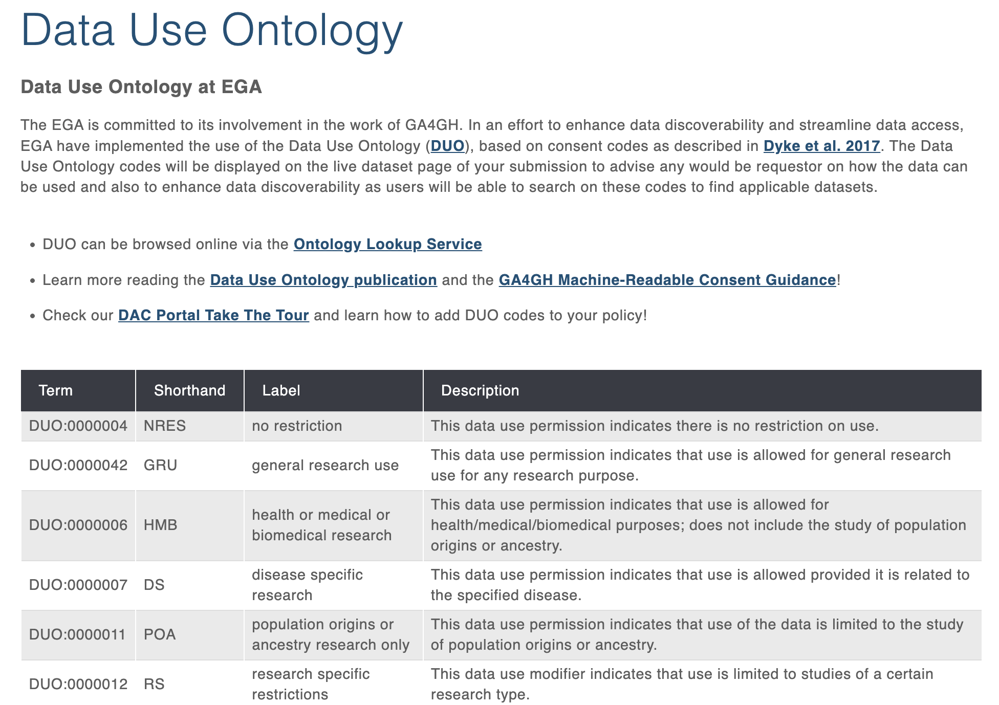 Data Use Ontology
Data Use Ontology at EGA
The EGA is committed to its involvement in the work of GA4GH. In an effort to enhance data discoverability and streamline data access,
EGA have implemented the use of the Data Use Ontology (DUO), based on consent codes as described in Dyke et al. 2017. The Data
Use Ontology codes will be displayed on the live dataset page of your submission to advise any would be requestor on how the data can
be used and also to enhance data discoverability as users will be able to search on these codes to find applicable datasets.
• DUO can be browsed online via the Ontology Lookup Service
• Learn more reading the Data Use Ontology publication and the GA4GH Machine-Readable Consent Guidance!
• Check our DAC Portal Take The Tour and learn how to add DUO codes to your policy!
Term Shorthand Label Description
DUO:0000004 NRES no restriction This data use permission indicates there is no restriction on use.
DUO:0000042 GRU general research use This data use permission indicates that use is allowed for general research
use for any research purpose.
DUO:0000006 HMB health or medical or
biomedical research
This data use permission indicates that use is allowed for
health/medical/biomedical purposes; does not include the study of population
origins or ancestry.
DUO:0000007 DS disease specific
research
This data use permission indicates that use is allowed provided it is related to
the specified disease.
DUO:0000011 POA population origins or
ancestry research only
This data use permission indicates that use of the data is limited to the study
of population origins or ancestry.
DUO:0000012 RS research specific
restrictions
This data use modifier indicates that use is limited to studies of a certain
research type.